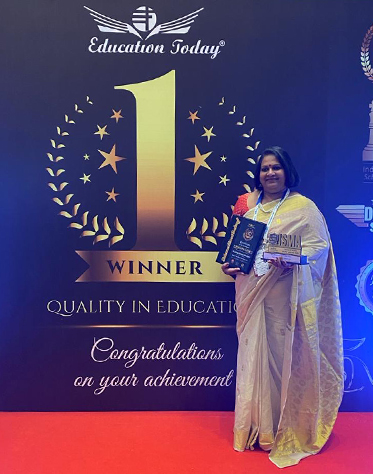 Education Today®
1
WINNER
QUALITY IN EDUCATIO
Congratulations
on your achievement